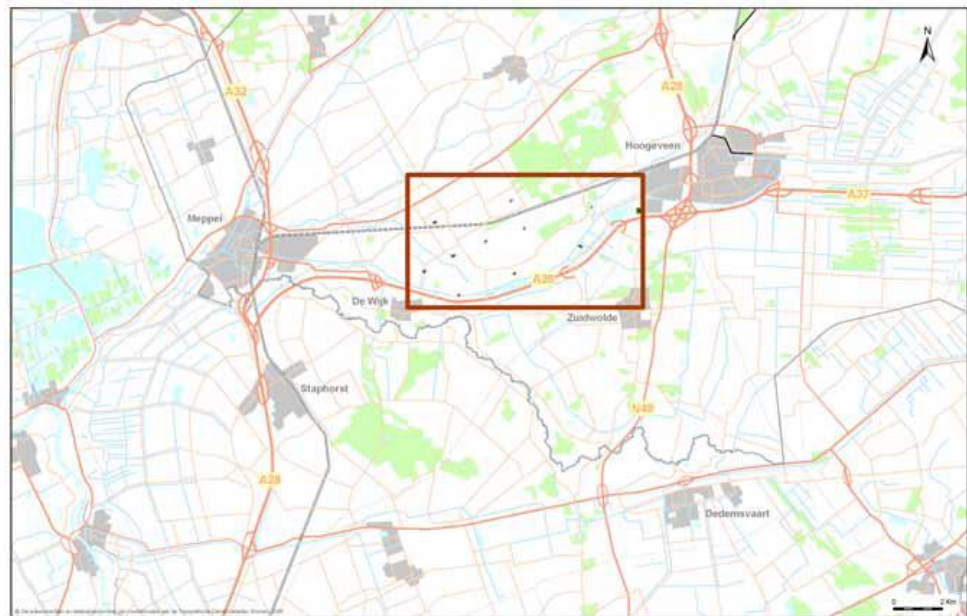 N
A32
A28
Hoogeveen
A37
Meppel
A28
De Wijk
Zuidwolde
Staphorst
N48
A28
Dedemsvaart
0 2 Km